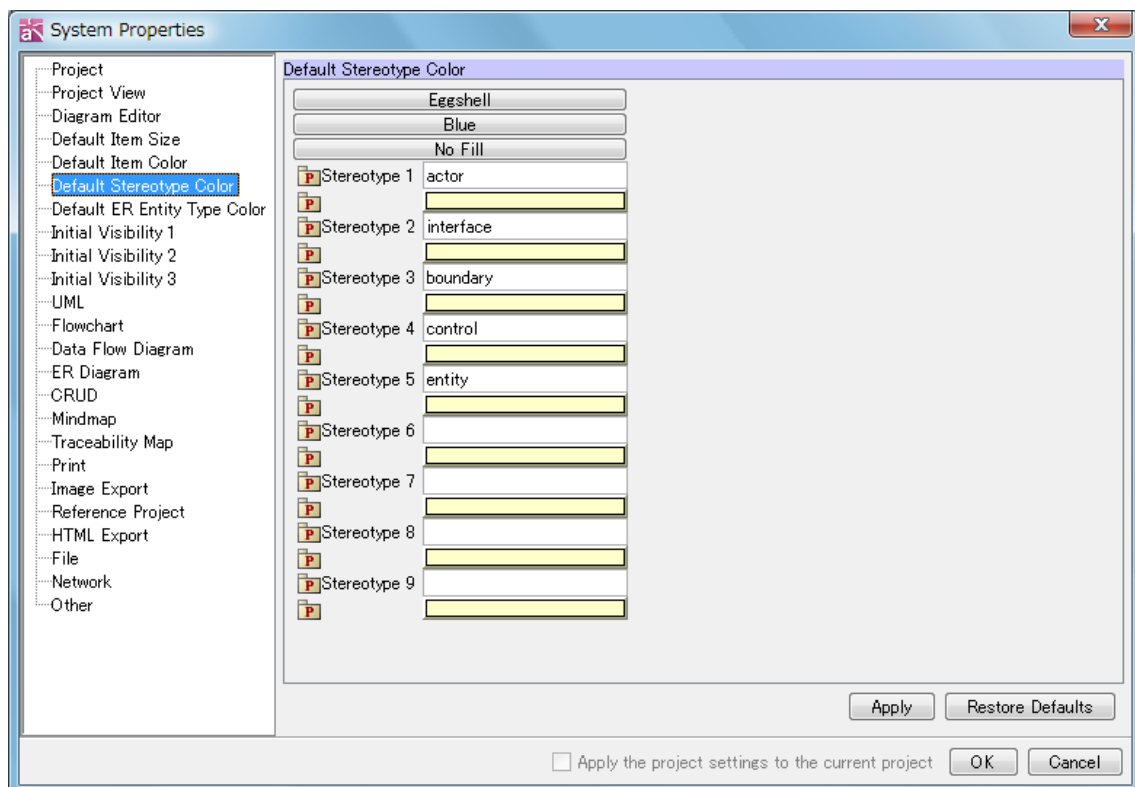 System Properties
Project
Project View
Diagram Editor
Default Item Size
Default Item Color
Default Stereotype Color
Default ER Entity Type Color
Initial Visibility 1
Initial Visibility 2
Initial Visibility 3
UML
Flowchart
Data Flow Diagram
ER Diagram
CRUD
Mindmap
Traceability Map
Print
Image Export
Reference Project
HTML Export
File
Network
Other
Default Stereotype Color
Eggshell
Blue
No Fill
P Stereotype 1 actor
P
P Stereotype 2 interface
P
P Stereotype 3 boundary
P
P Stereotype 4 control
P
P Stereotype 5 entity
P
P Stereotype 6
P
P Stereotype 7
P
P Stereotype 8
P
P Stereotype 9
P
Apply Restore Defaults
Apply the project settings to the current project OK Cancel